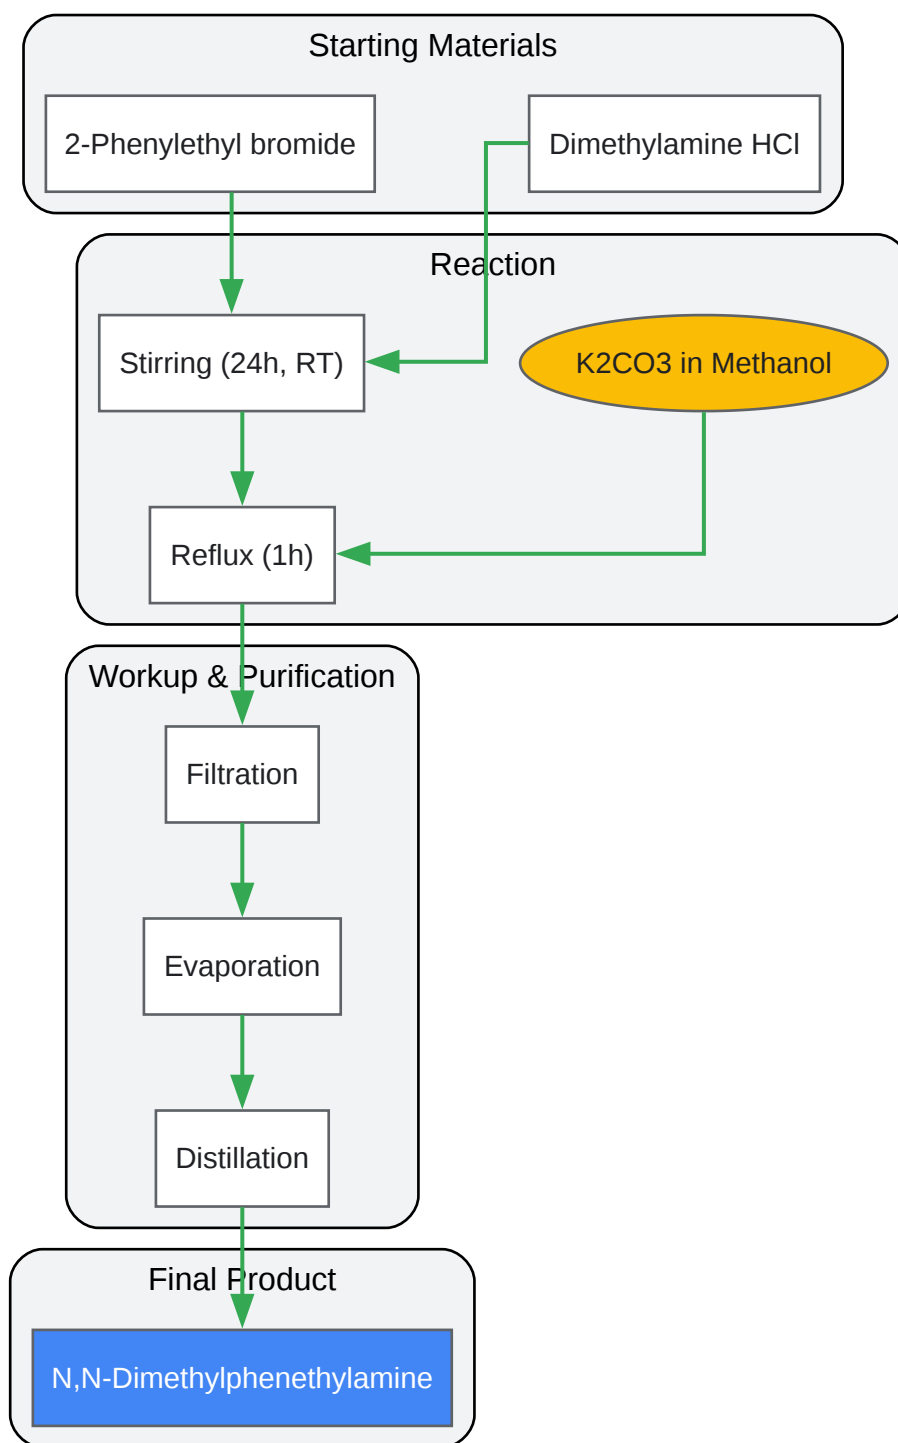 Starting Materials
2-Phenylethyl bromide
Dimethylamine HCl
Reaction
Stirring (24h, RT)
K2CO3 in Methanol
Reflux (1h)
Workup & Purification
Filtration
Evaporation
Distillation
Final Product
N,N-Dimethylphenethylamine